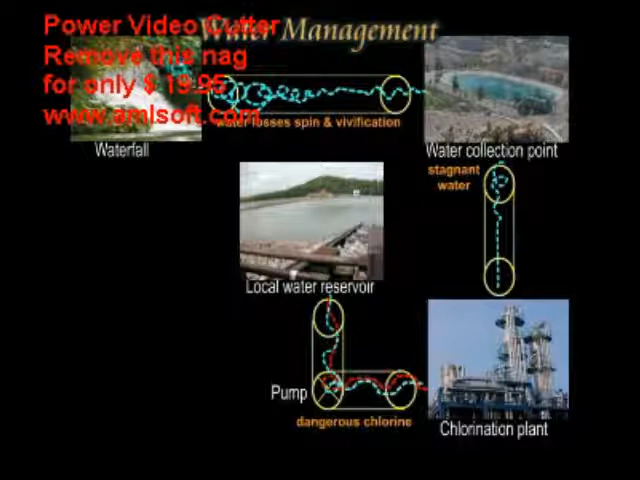 Power Video Cutter
Water Management
Remove this nag
for only $ 19.95
www.amlsoft.com
water losses spin & vivification
Waterfall
Water collection point
stagnant
water
Local water reservoir
Pump
dangerous chlorine
Chlorination plant